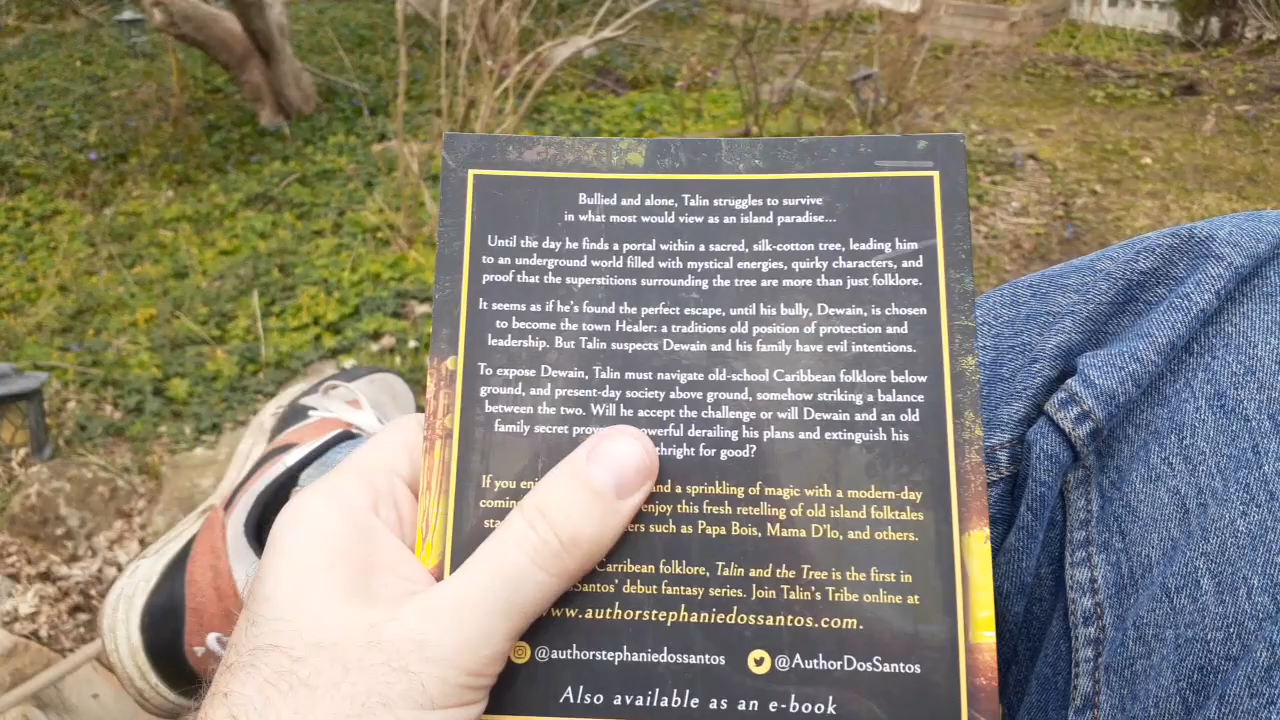 Bullied and alone, Talin struggles to survive
in what most would view as an island paradise...
Until the day he finds a portal within a sacred, silk-cotton tree, leading him
to an underground world filled with mystical energies, quirky characters, and
proof that the superstitions surrounding the tree are more than just folklore.
It seems as if he's found the perfect escape, until his bully, Dewain, is chosen
to become the town Healer: a traditions old position of protection and
leadership. But Talin suspects Dewain and his family have evil intentions.
To expose Dewain, Talin must navigate old-school Caribbean folklore below
ground, and present-day society above ground, somehow striking a balance
between the two. Will he accept the challenge or will Dewain and an old
family secret derailing his plans and extinguish his
for good?
If you and a sprinkling of magic with a modern-day
enjoy this fresh retelling of old island folktales
such as Papa Bois, Mama D'lo, and others.
Carribean folklore, Talin and the Tree is the first in
debut fantasy series. Join Talin's Tribe online at
www.authorstephaniedossantos.com.
@authorstephaniedossantos @AuthorDosSantos
Also available as an e-book